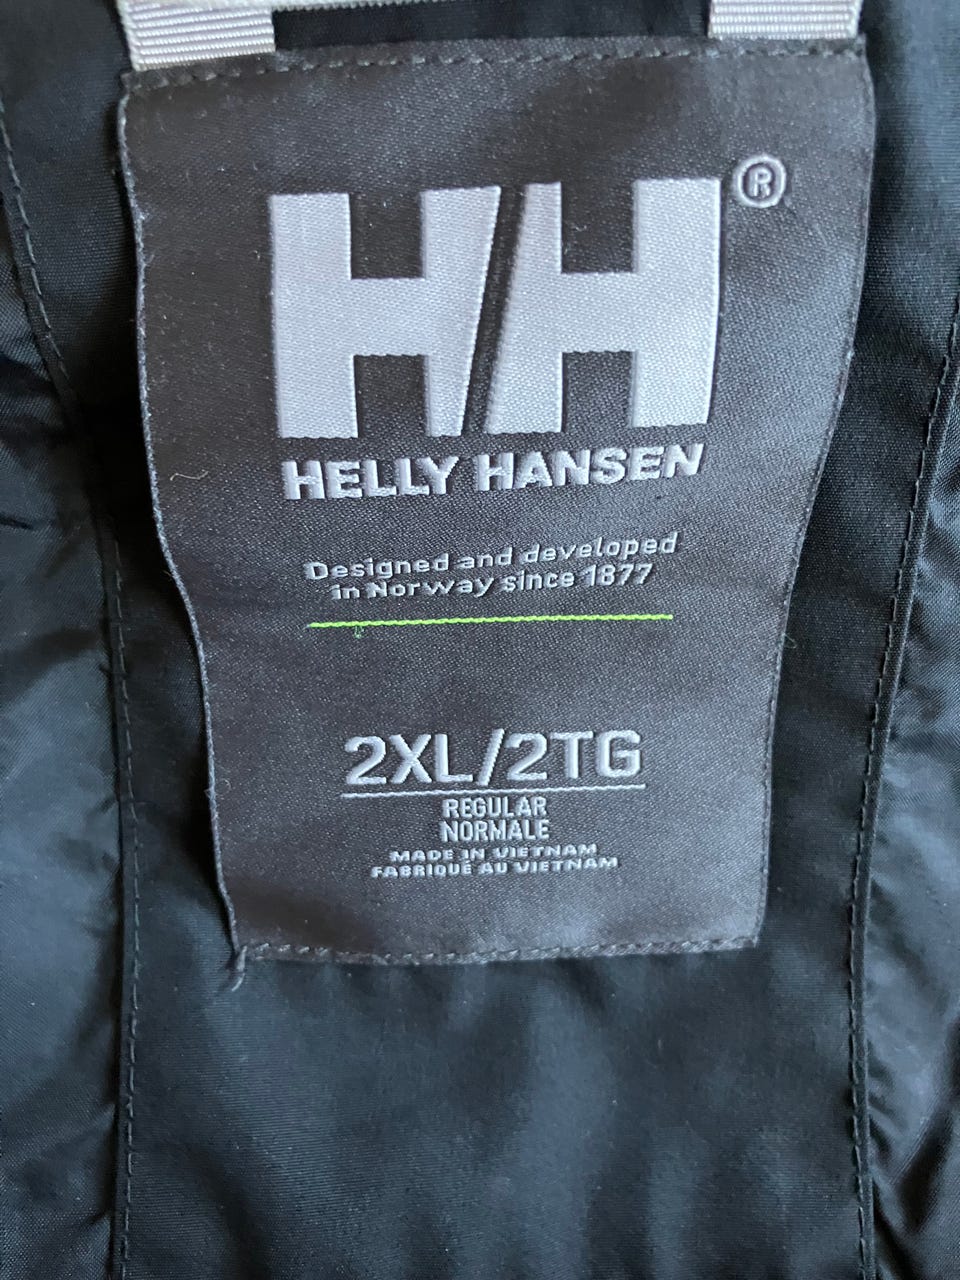 HH®
HELLY HANSEN
Designed and developed
in Norway since 1877
2XL/2TG
REGULAR
NORMALE
MADE IN VIETNAM
FABRIQUÉ AU VIETNAM